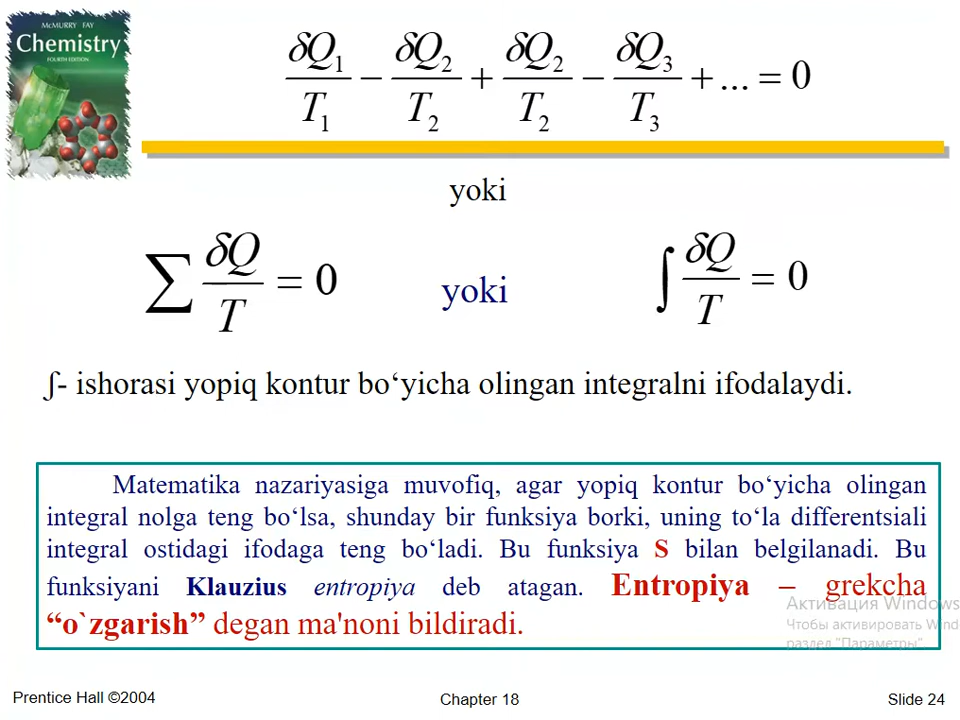 McMURRY FAY
Chemistry
FOURTH EDITION
δQ₁/T₁ − δQ₂/T₂ + δQ₂/T₂ − δQ₃/T₃ + ... = 0
yoki
∑ δQ/T = 0 yoki ∫ δQ/T = 0
∫- ishorasi yopiq kontur bo‘yicha olingan integralni ifodalaydi.
Matematika nazariyasiga muvofiq, agar yopiq kontur bo‘yicha olingan
integral nolga teng bo‘lsa, shunday bir funksiya borki, uning to‘la differentsiali
integral ostidagi ifodaga teng bo‘ladi. Bu funksiya S bilan belgilanadi. Bu
funksiyani Klauzius entropiya deb atagan. Entropiya – grekcha
“o`zgarish” degan ma'noni bildiradi.
Активация Windows
Чтобы активировать Wind
раздел "Параметры".
Prentice Hall ©2004
Chapter 18
Slide 24